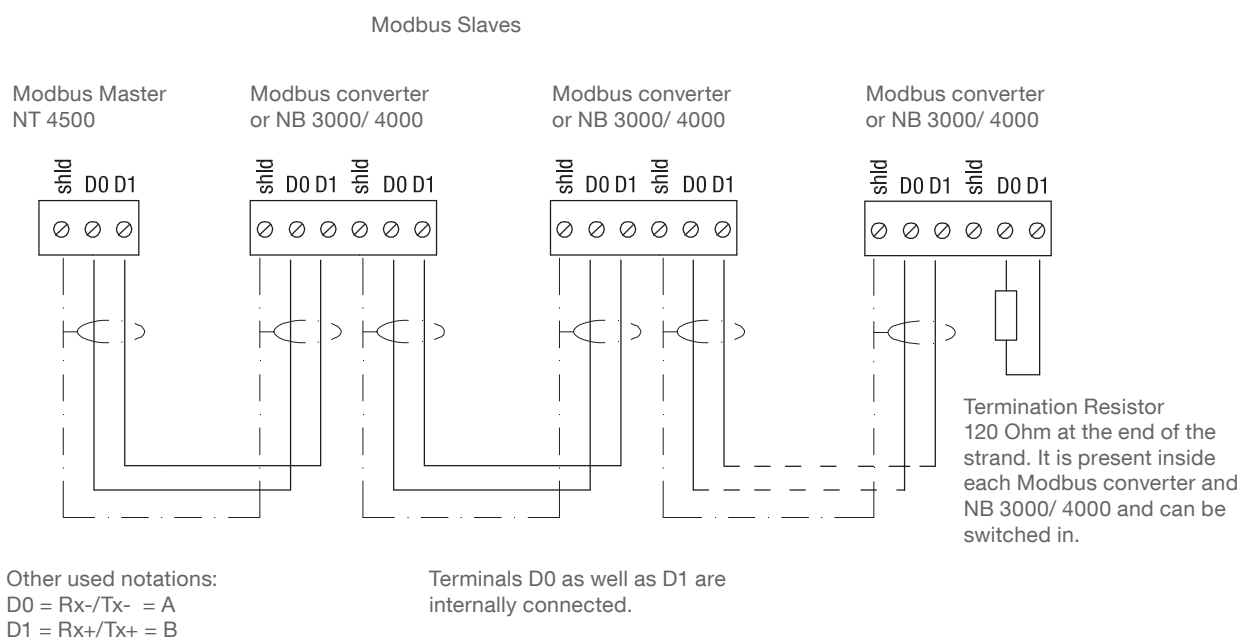 Modbus Slaves
Modbus Master
NT 4500
Modbus converter
or NB 3000/ 4000
Modbus converter
or NB 3000/ 4000
Modbus converter
or NB 3000/ 4000
shld D0 D1
shld D0 D1 shld D0 D1
shld D0 D1 shld D0 D1
shld D0 D1 shld D0 D1
Termination Resistor
120 Ohm at the end of the
strand. It is present inside
each Modbus converter and
NB 3000/ 4000 and can be
switched in.
Other used notations:
D0 = Rx-/Tx- = A
D1 = Rx+/Tx+ = B
Terminals D0 as well as D1 are
internally connected.